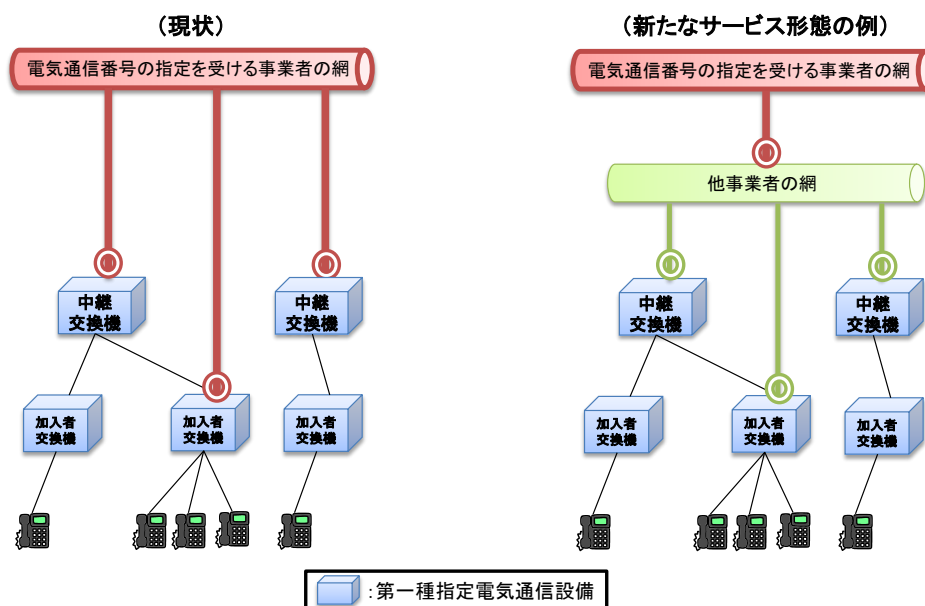 （現状）
電気通信番号の指定を受ける事業者の網
中継
交換機
中継
交換機
加入者
交換機
加入者
交換機
加入者
交換機
（新たなサービス形態の例）
電気通信番号の指定を受ける事業者の網
他事業者の網
中継
交換機
中継
交換機
加入者
交換機
加入者
交換機
加入者
交換機
：第一種指定電気通信設備